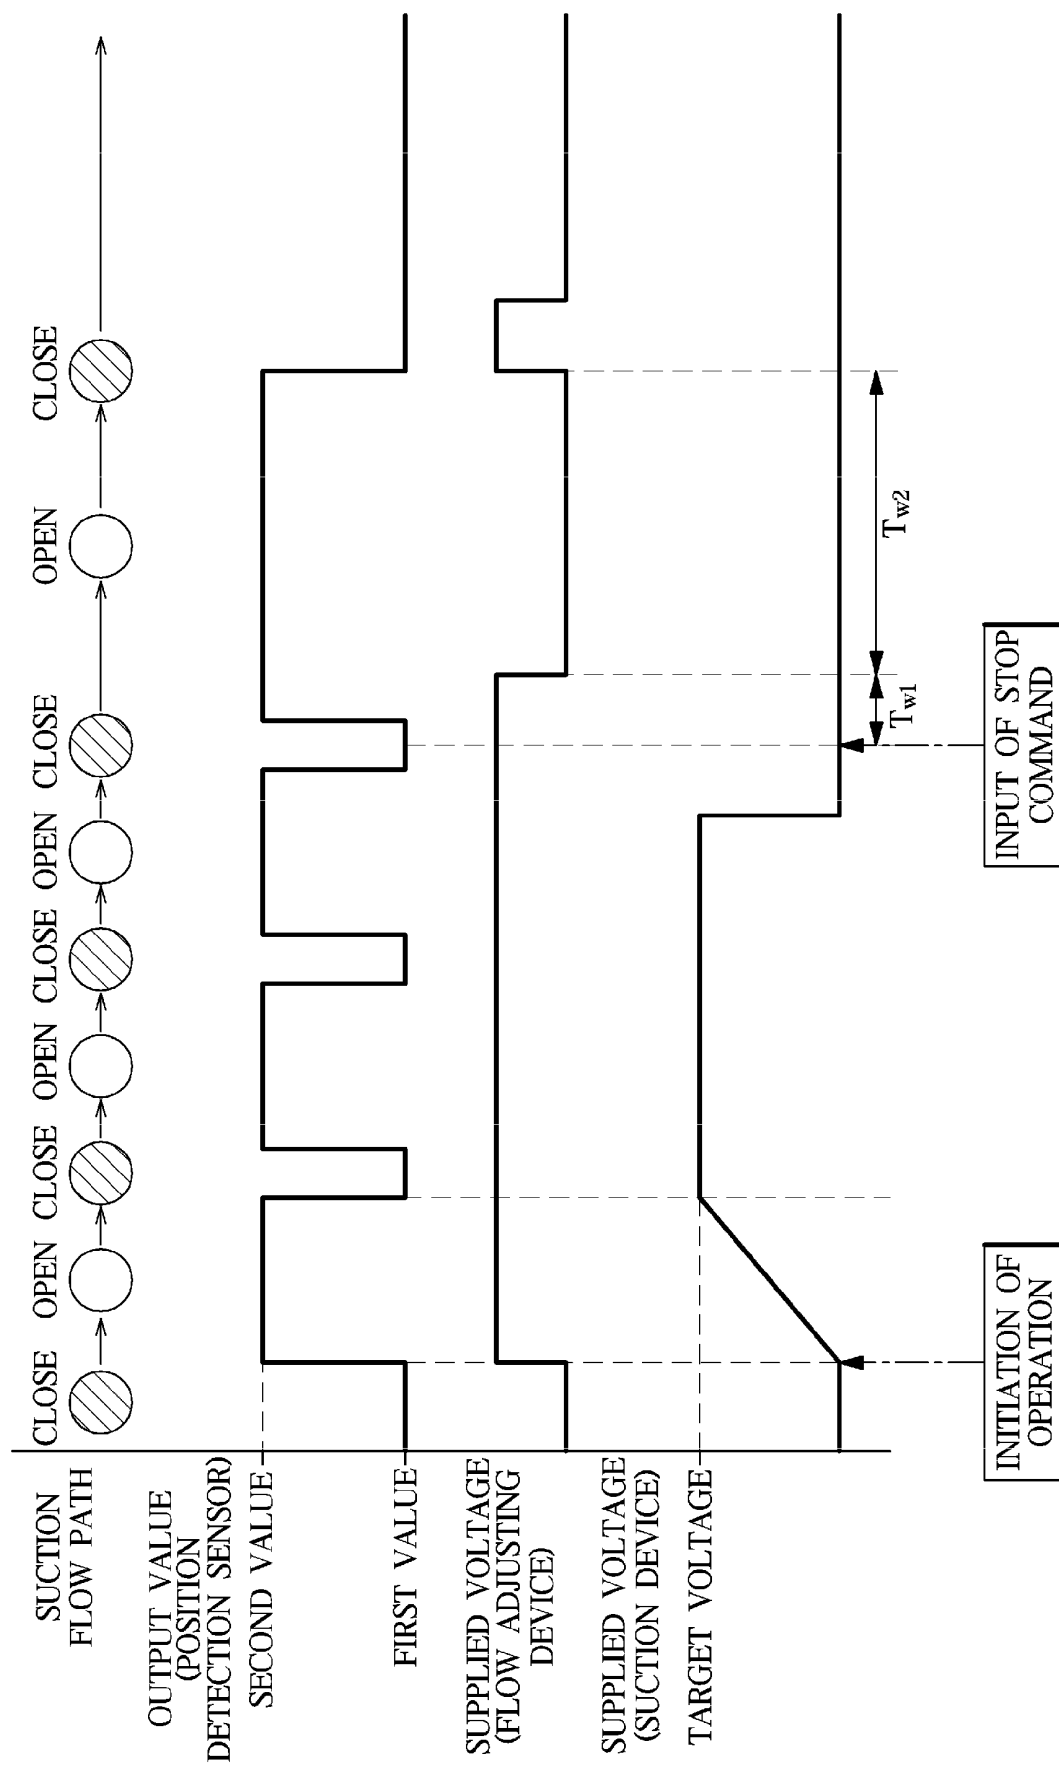 SUCTION
FLOW PATH
CLOSE OPEN CLOSE OPEN CLOSE OPEN CLOSE OPEN CLOSE
OUTPUT VALUE
(POSITION
DETECTION SENSOR)
SECOND VALUE
FIRST VALUE
SUPPLIED VOLTAGE
(FLOW ADJUSTING
DEVICE)
SUPPLIED VOLTAGE
(SUCTION DEVICE)
TARGET VOLTAGE
Tw1
Tw2
INITIATION OF
OPERATION
INPUT OF STOP
COMMAND